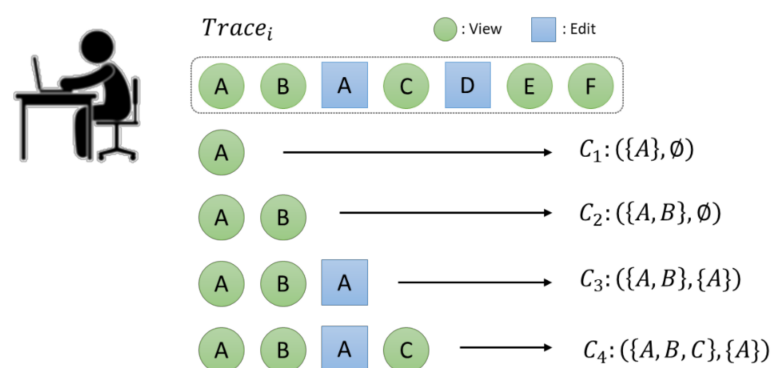 Trace_i : View : Edit
A B A C D E F
A C_1:({A},∅)
A B C_2:({A,B},∅)
A B A C_3:({A,B},{A})
A B A C C_4:({A,B,C},{A})